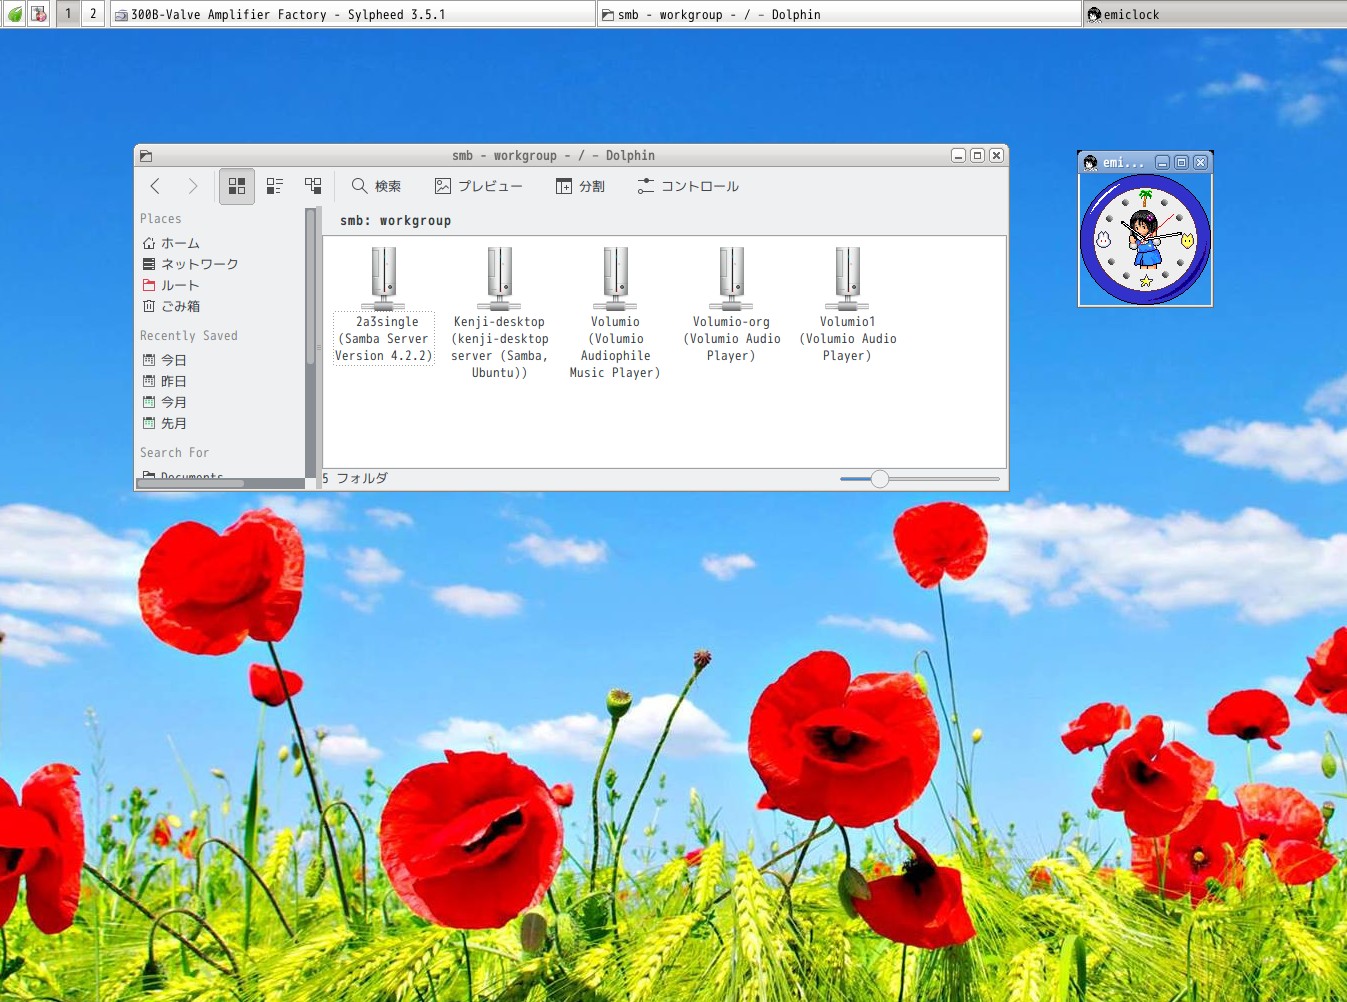 1
2
300B-Valve Amplifier Factory - Sylpheed 3.5.1
smb - workgroup - / - Dolphin
emiclock
smb - workgroup - / - Dolphin
emi...
検索
プレビュー
分割
コントロール
Places
smb: workgroup
ホーム
ネットワーク
ルート
ごみ箱
Recently Saved
今日
昨日
今月
先月
Search For
Documents
2a3single
(Samba Server
Version 4.2.2)
Kenji-desktop
(kenji-desktop
server (Samba,
Ubuntu))
Volumio
(Volumio
Audiophile
Music Player)
Volumio-org
(Volumio Audio
Player)
Volumio1
(Volumio Audio
Player)
5 フォルダ